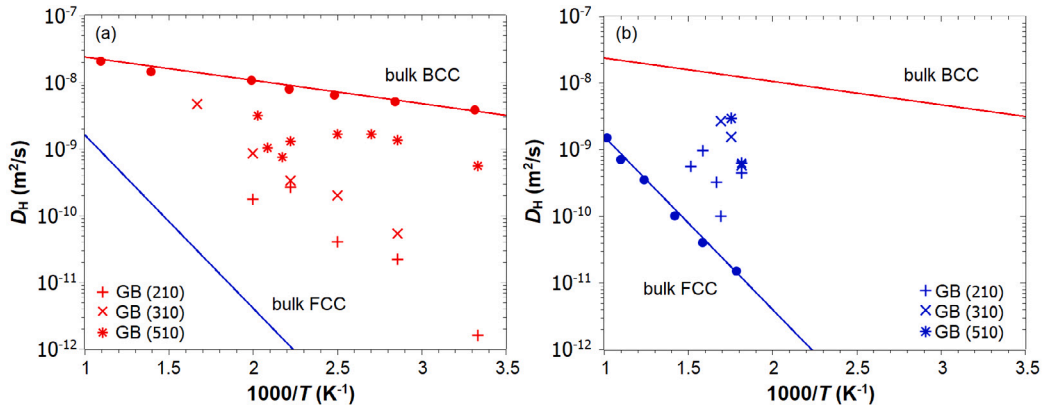 (a)
bulk BCC
bulk FCC
GB (210)
GB (310)
GB (510)
D_H (m²/s)
10⁻⁷
10⁻⁸
10⁻⁹
10⁻¹⁰
10⁻¹¹
10⁻¹²
1 1.5 2 2.5 3 3.5
1000/T (K⁻¹)
(b)
bulk BCC
bulk FCC
GB (210)
GB (310)
GB (510)
D_H (m²/s)
10⁻⁷
10⁻⁸
10⁻⁹
10⁻¹⁰
10⁻¹¹
10⁻¹²
1 1.5 2 2.5 3 3.5
1000/T (K⁻¹)